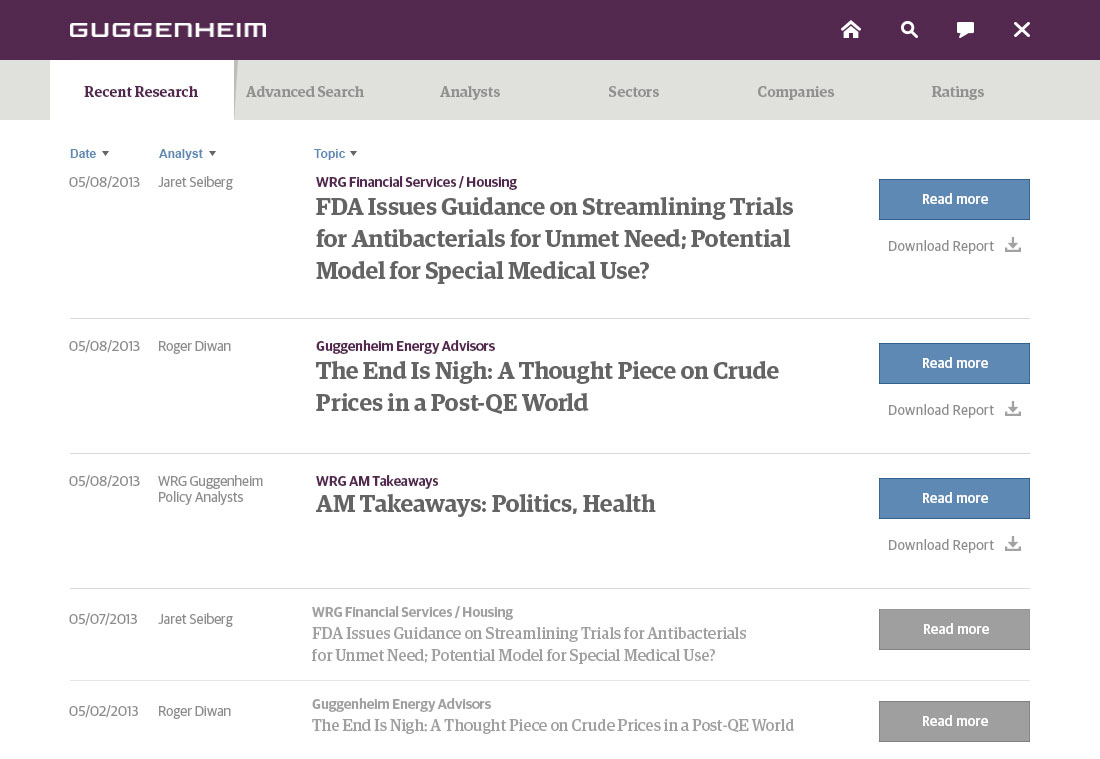 GUGGENHEIM
Recent Research
Advanced Search
Analysts
Sectors
Companies
Ratings
Date
Analyst
Topic
05/08/2013
Jaret Seiberg
WRG Financial Services / Housing
FDA Issues Guidance on Streamlining Trials
for Antibacterials for Unmet Need; Potential
Model for Special Medical Use?
Read more
Download Report
05/08/2013
Roger Diwan
Guggenheim Energy Advisors
The End Is Nigh: A Thought Piece on Crude
Prices in a Post-QE World
Read more
Download Report
05/08/2013
WRG Guggenheim
Policy Analysts
WRG AM Takeaways
AM Takeaways: Politics, Health
Read more
Download Report
05/07/2013
Jaret Seiberg
WRG Financial Services / Housing
FDA Issues Guidance on Streamlining Trials for Antibacterials
for Unmet Need; Potential Model for Special Medical Use?
Read more
05/02/2013
Roger Diwan
Guggenheim Energy Advisors
The End Is Nigh: A Thought Piece on Crude Prices in a Post-QE World
Read more